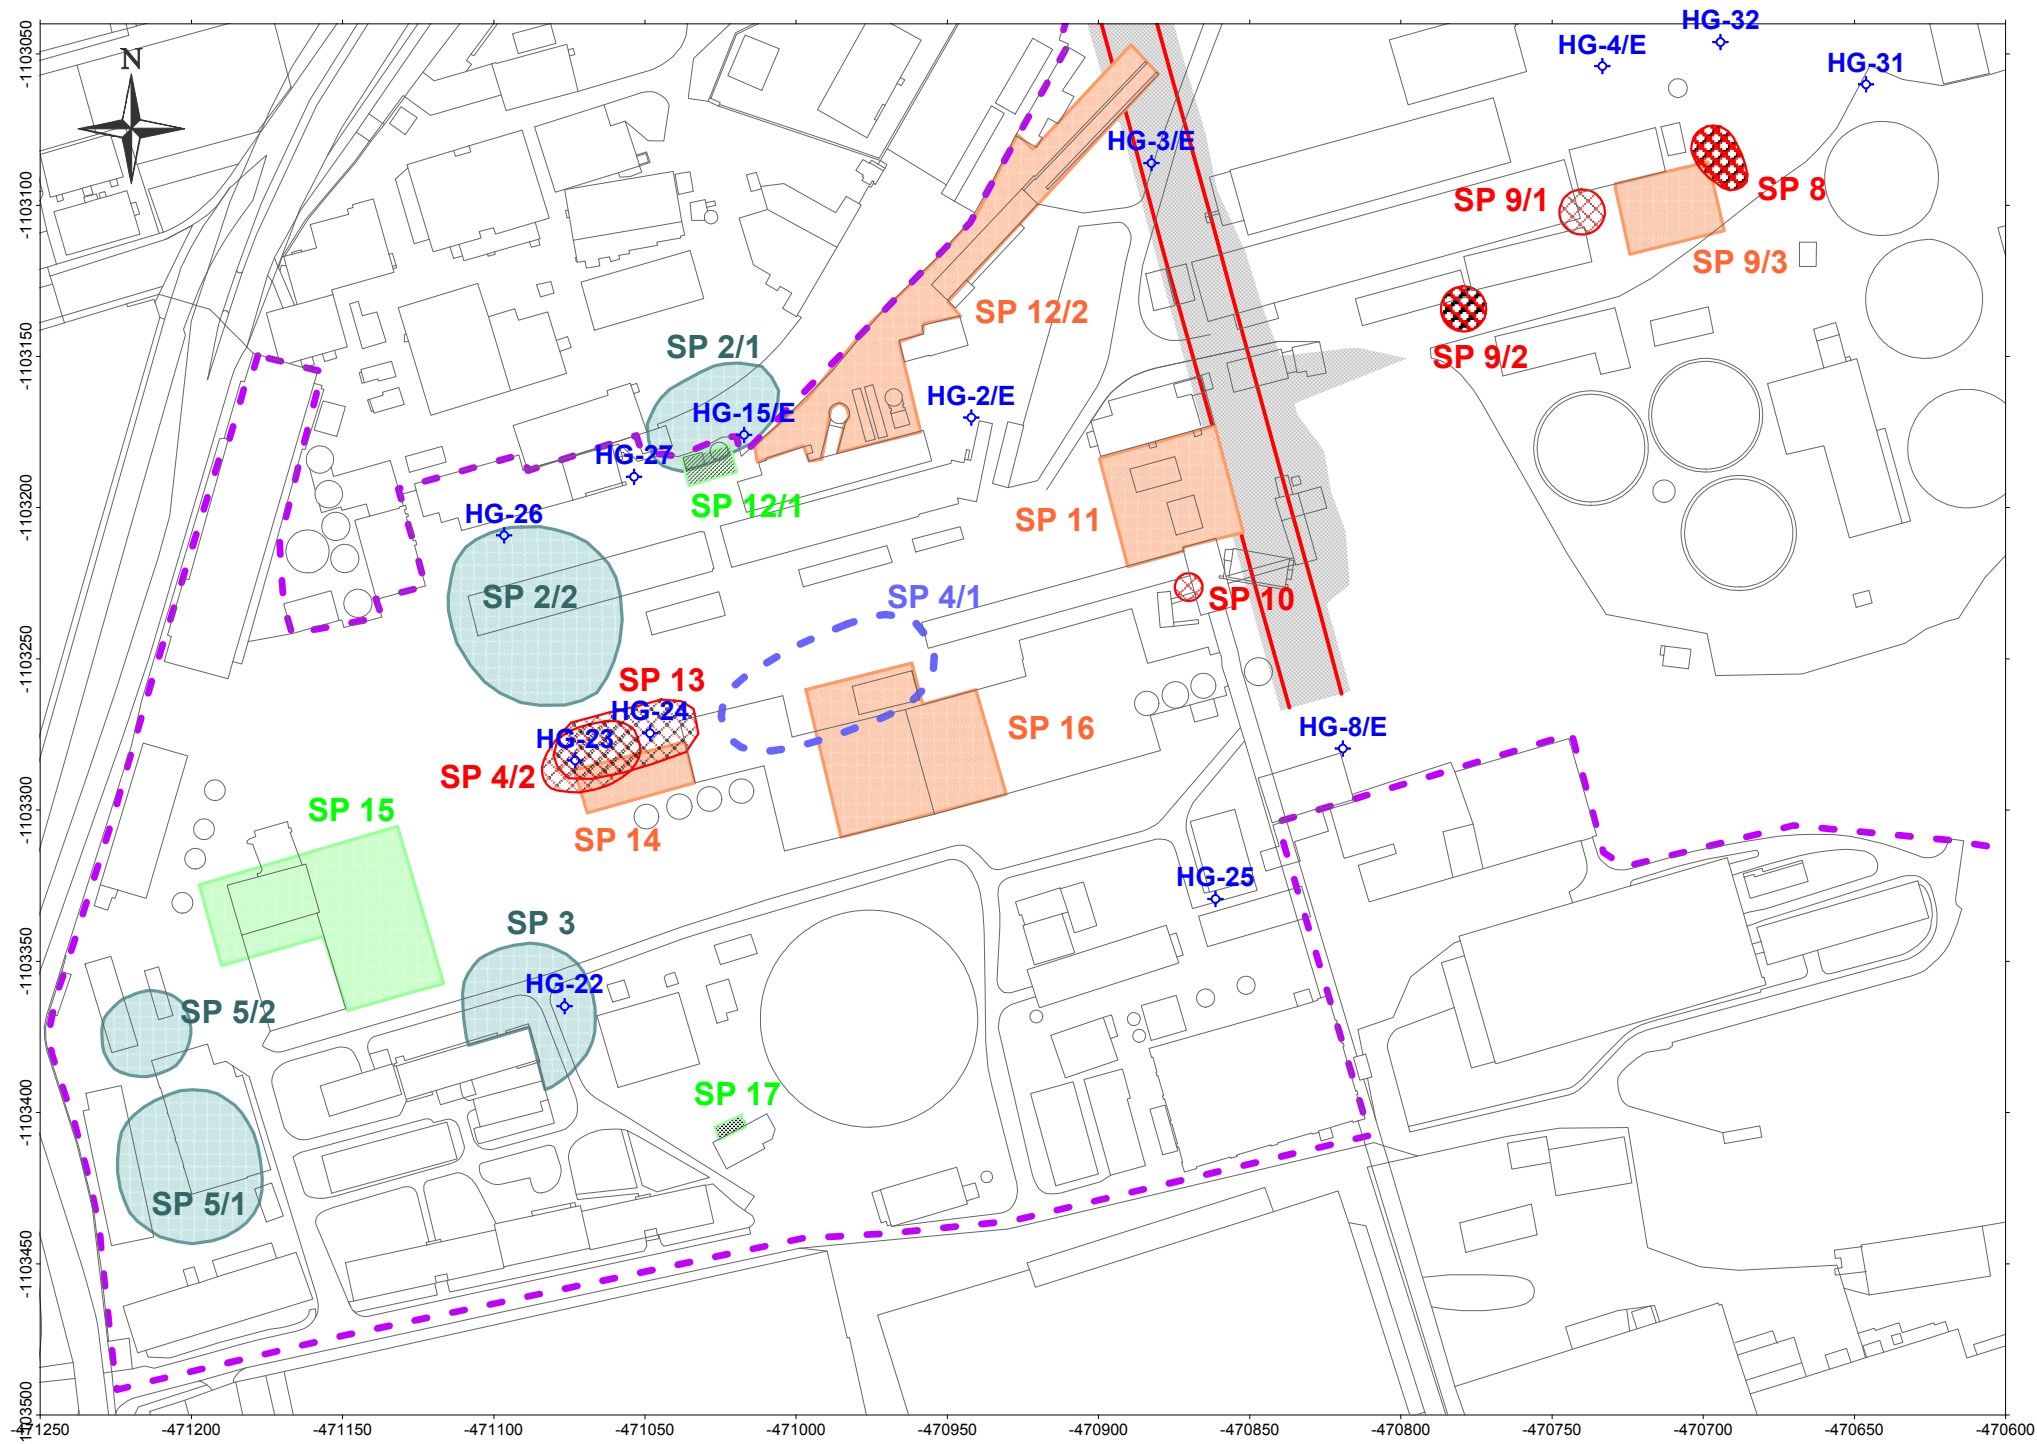 N
HG-32
HG-4/E
HG-31
HG-3/E
SP 8
SP 9/1
SP 9/3
SP 12/2
SP 2/1
SP 9/2
HG-2/E
HG-15/E
HG-27
SP 12/1
HG-26
SP 11
SP 2/2
SP 4/1
SP 10
SP 13
HG-24
SP 16
HG-8/E
HG-23
SP 4/2
SP 15
SP 14
HG-25
SP 3
HG-22
SP 5/2
SP 17
SP 5/1
-1103050
-1103100
-1103150
-1103200
-1103250
-1103300
-1103350
-1103400
-1103450
-1103500
-471250
-471200
-471150
-471100
-471050
-471000
-470950
-470900
-470850
-470800
-470750
-470700
-470650
-470600